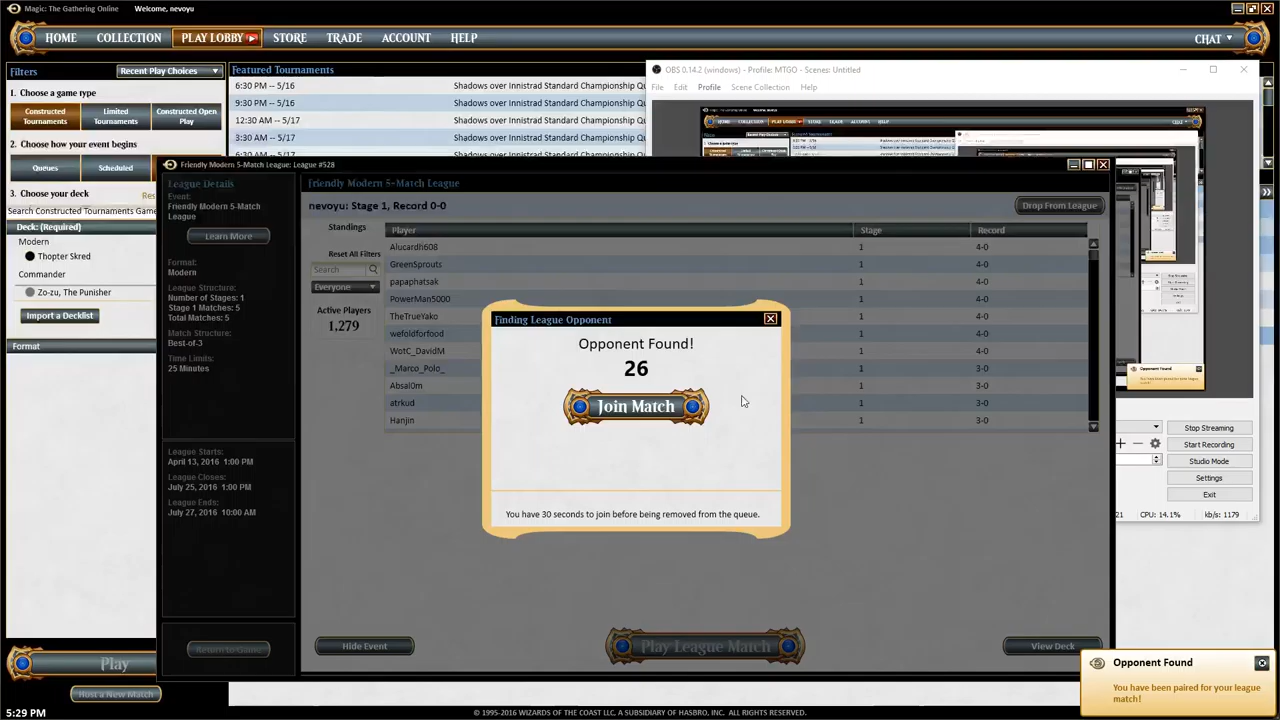 Magic: The Gathering Online
Welcome, nevoyu
HOME
COLLECTION
PLAY LOBBY
STORE
TRADE
ACCOUNT
HELP
CHAT
Filters
Recent Play Choices
1. Choose a game type
Constructed Tournaments
Limited Tournaments
Constructed Open Play
2. Choose how your event begins
Queues
Scheduled
3. Choose your deck
Res
Search Constructed Tournaments Game
Deck: (Required)
Modern
Thopter Skred
Commander
Zo-zu, The Punisher
Import a Decklist
Format
Play
Host a New Match
5:29 PM
Featured Tournaments
6:30 PM -- 5/16
Shadows over Innistrad Standard Championship Qu
9:30 PM -- 5/16
Shadows over Innistrad Standard Championship Qu
12:30 AM -- 5/17
Shadows over Innistrad Standard Championship Qu
3:30 AM -- 5/17
Shadows over Innistrad Standard Championship Qu
OBS 0.14.2 (windows) - Profile: MTGO - Scenes: Untitled
File
Edit
Profile
Scene Collection
Help
Stop Streaming
Start Recording
Studio Mode
Settings
Exit
21
CPU: 14.1%
kb/s: 1179
Friendly Modern 5-Match League: League #528
League Details
Event:
Friendly Modern 5-Match
League
Learn More
Format:
Modern
League Structure:
Number of Stages: 1
Stage 1 Matches: 5
Total Matches: 5
Match Structure:
Best-of-3
Time Limits:
25 Minutes
League Starts:
April 13, 2016 1:00 PM
League Closes:
July 25, 2016 1:00 PM
League Ends:
July 27, 2016 10:00 AM
Return to Game
Friendly Modern 5-Match League
nevoyu: Stage 1, Record 0-0
Drop From League
Standings
Reset All Filters
Search
Everyone
Active Players
1,279
Player
Stage
Record
Alucardh608
1
4-0
GreenSprouts
1
4-0
papaphatsak
1
4-0
PowerMan5000
1
4-0
TheTrueYako
1
4-0
wefoldforfood
1
4-0
WotC_DavidM
1
4-0
_Marco_Polo_
1
3-0
Absal0m
1
3-0
atrkud
1
3-0
Hanjin
1
3-0
Finding League Opponent
Opponent Found!
26
Join Match
You have 30 seconds to join before being removed from the queue.
Hide Event
Play League Match
View Deck
Opponent Found
You have been paired for your league
match!
© 1995-2016 WIZARDS OF THE COAST LLC, A SUBSIDIARY OF HASBRO, INC. ALL RIGHTS RESERVED.